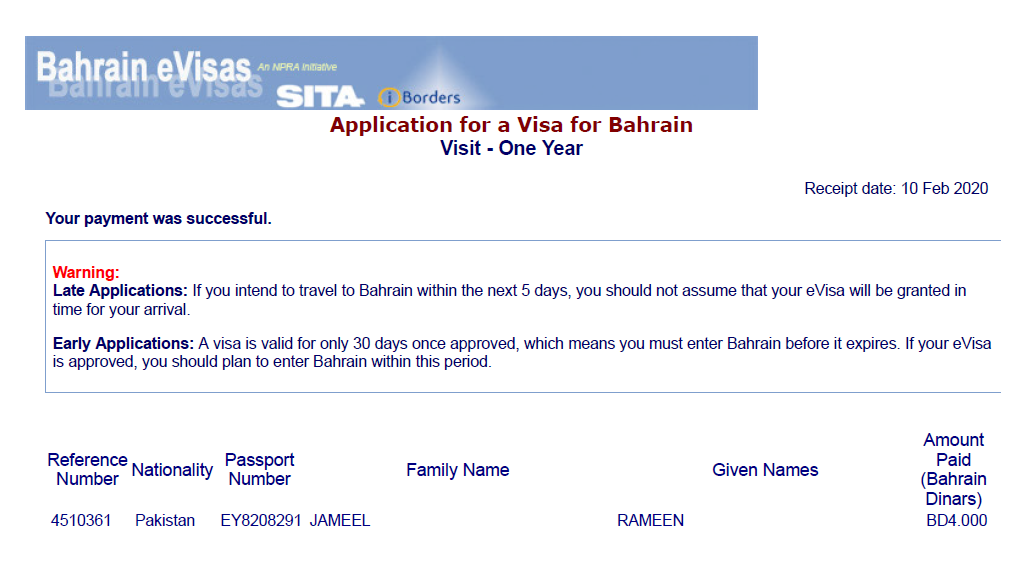 Bahrain eVisas An NPRA Initiative
SITA iBorders
Application for a Visa for Bahrain
Visit - One Year
Receipt date: 10 Feb 2020
Your payment was successful.
Warning:
Late Applications: If you intend to travel to Bahrain within the next 5 days, you should not assume that your eVisa will be granted in
time for your arrival.
Early Applications: A visa is valid for only 30 days once approved, which means you must enter Bahrain before it expires. If your eVisa
is approved, you should plan to enter Bahrain within this period.
Reference Number Nationality Passport Number Family Name Given Names Amount Paid (Bahrain Dinars)
4510361 Pakistan EY8208291 JAMEEL RAMEEN BD4.000